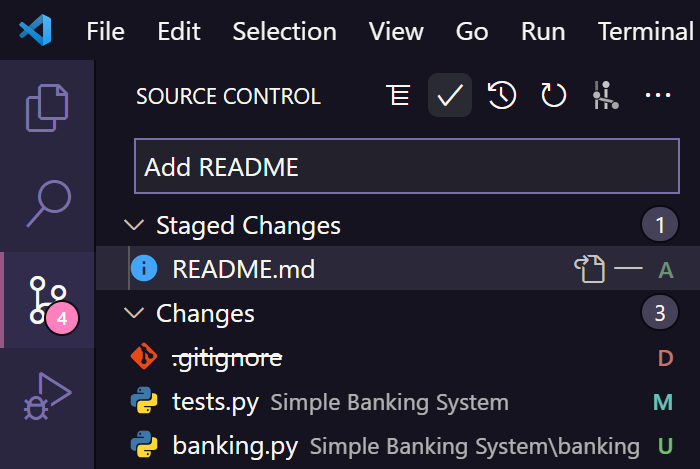 File Edit Selection View Go Run Terminal
SOURCE CONTROL
Add README
Staged Changes 1
README.md A
4
Changes 3
.gitignore D
tests.py Simple Banking System M
banking.py Simple Banking System\banking U